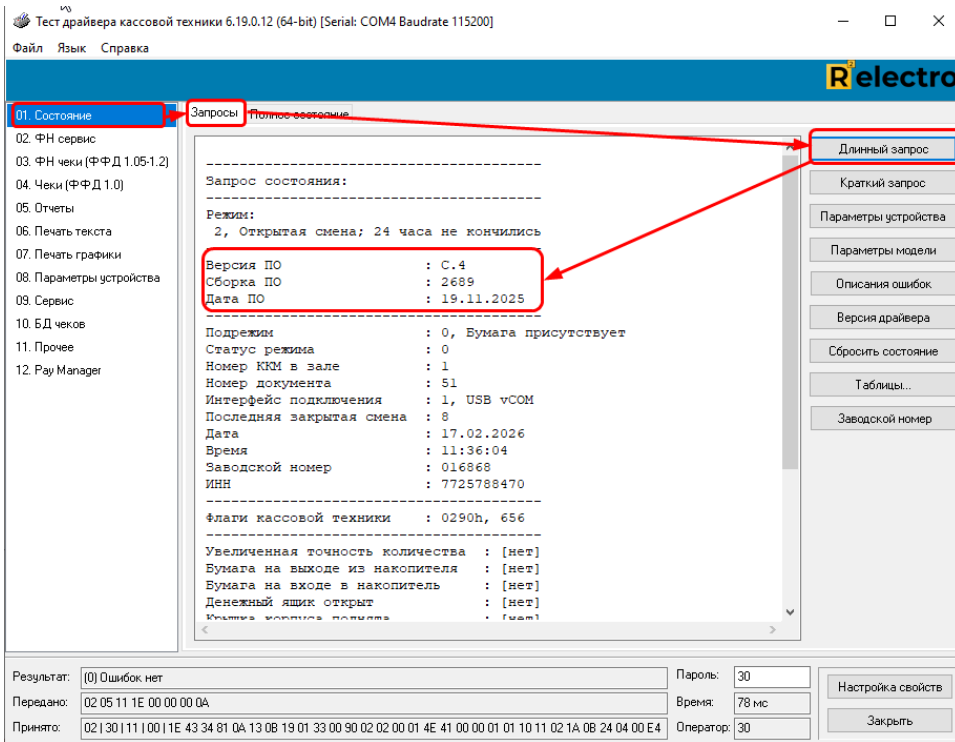 Тест драйвера кассовой техники 6.19.0.12 (64-bit) [Serial: COM4 Baudrate 115200]
Файл Язык Справка
R electro
01. Состояние
02. ФН сервис
03. ФН чеки (ФФД 1.05-1.2)
04. Чеки (ФФД 1.0)
05. Отчеты
06. Печать текста
07. Печать графики
08. Параметры устройства
09. Сервис
10. БД чеков
11. Прочее
12. Pay Manager
Запросы Полное состояние
Запрос состояния:
Режим:
2, Открытая смена; 24 часа не кончились
Версия ПО : C.4
Сборка ПО : 2689
Дата ПО : 19.11.2025
Подрежим : 0, Бумага присутствует
Статус режима : 0
Номер ККМ в зале : 1
Номер документа : 51
Интерфейс подключения : 1, USB vCOM
Последняя закрытая смена : 8
Дата : 17.02.2026
Время : 11:36:04
Заводской номер : 016868
ИНН : 7725788470
Флаги кассовой техники : 0290h, 656
Увеличенная точность количества : [нет]
Бумага на выходе из накопителя : [нет]
Бумага на входе в накопитель : [нет]
Денежный ящик открыт : [нет]
Крышка корпуса поднята : [нет]
Длинный запрос
Краткий запрос
Параметры устройства
Параметры модели
Описания ошибок
Версия драйвера
Сбросить состояние
Таблицы...
Заводской номер
Результат: (0) Ошибок нет
Передано: 02 05 11 1E 00 00 00 0A
Принято: 02 | 30 | 11 | 00 | 1E 43 34 81 0A 13 0B 19 01 33 00 90 02 02 00 01 4E 41 00 00 01 01 10 11 02 1A 0B 24 04 00 E4
Пароль: 30
Время: 78 мс
Оператор: 30
Настройка свойств
Закрыть